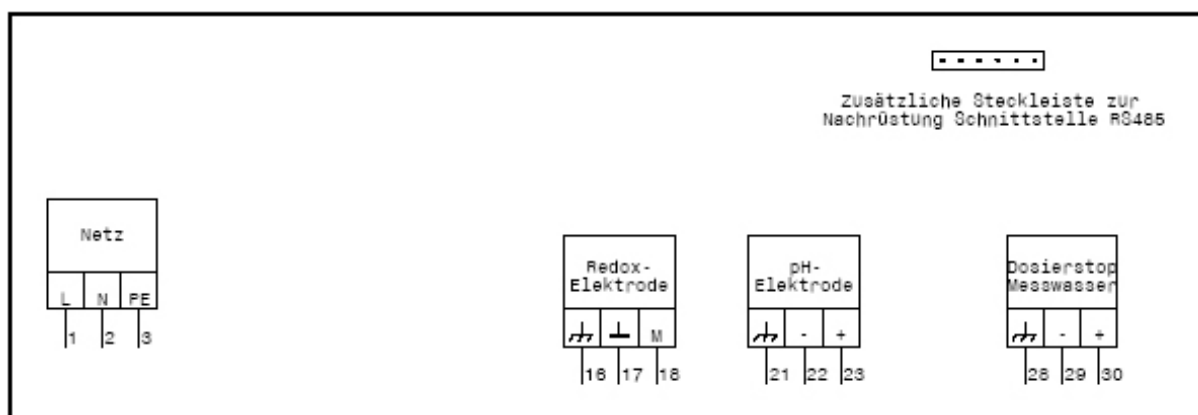 Zusätzliche Steckleiste zur
Nachrüstung Schnittstelle RS485
Netz
L N PE
1 2 3
Redox-
Elektrode
M
16 17 18
pH-
Elektrode
- +
21 22 23
Dosierstop
Messwasser
- +
28 29 30